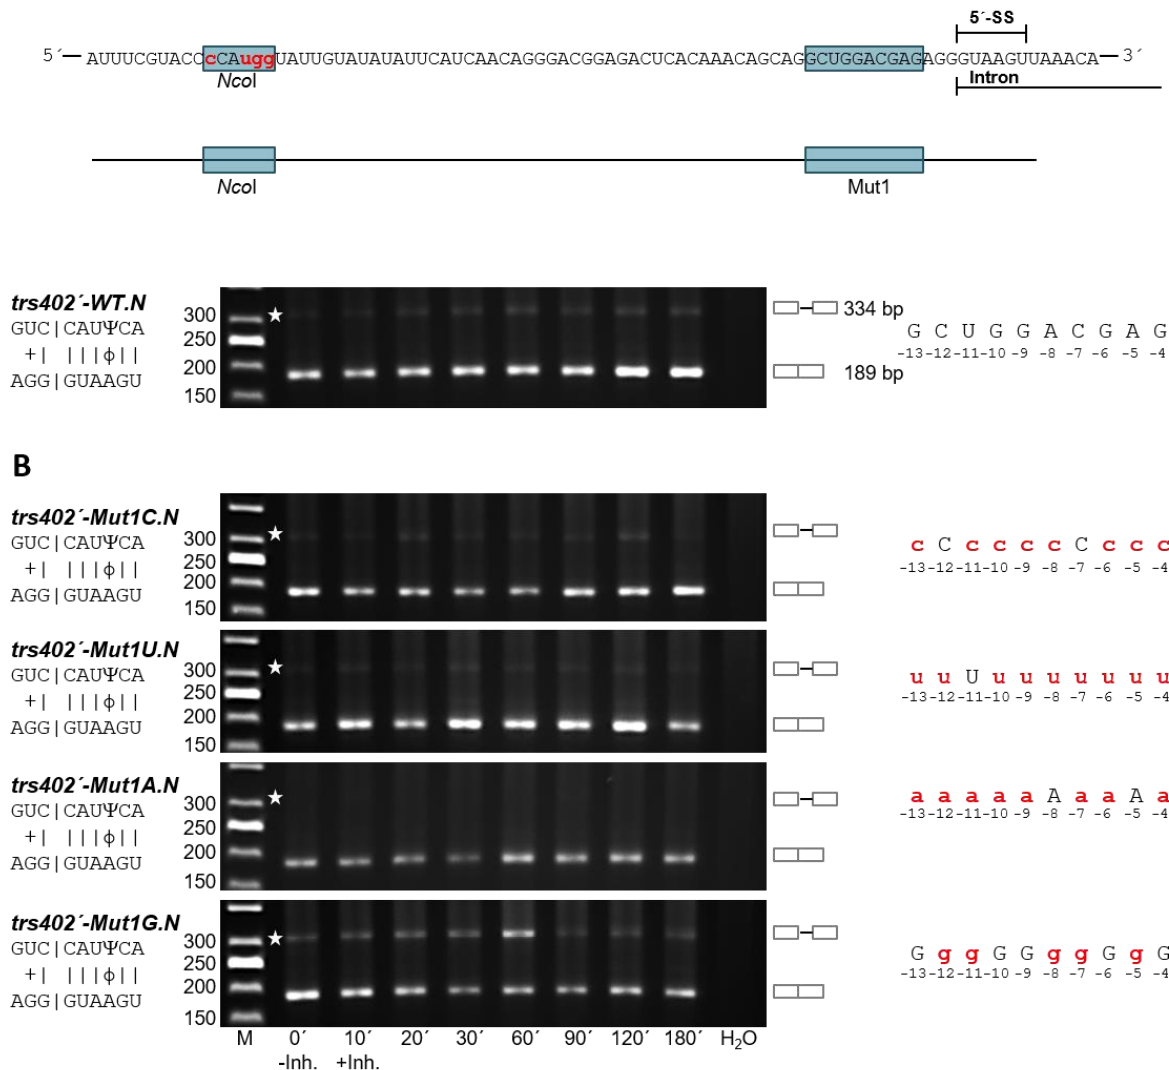 5´-SS
5´ AUUUCGUACCcCAuggUAUUGUAUAUAUUCAUCAACAGGGACGGAGACUCACAAACAGCAGGCUGGACGAGAGGGUAAGUUAAACA 3´
NcoI
Intron
NcoI
Mut1
trs402´-WT.N
GUC|CAUΨCA
+| |||ϕ||
AGG|GUAAGU
300
250
200
150
334 bp
189 bp
G C U G G A C G A G
-13 -12 -11 -10 -9 -8 -7 -6 -5 -4
B
trs402´-Mut1C.N
GUC|CAUΨCA
+| |||ϕ||
AGG|GUAAGU
300
250
200
150
c C c c c c C c c c
-13 -12 -11 -10 -9 -8 -7 -6 -5 -4
trs402´-Mut1U.N
GUC|CAUΨCA
+| |||ϕ||
AGG|GUAAGU
300
250
200
150
u u U u u u u u u u
-13 -12 -11 -10 -9 -8 -7 -6 -5 -4
trs402´-Mut1A.N
GUC|CAUΨCA
+| |||ϕ||
AGG|GUAAGU
300
250
200
150
a a a a a A a a A a
-13 -12 -11 -10 -9 -8 -7 -6 -5 -4
trs402´-Mut1G.N
GUC|CAUΨCA
+| |||ϕ||
AGG|GUAAGU
300
250
200
150
G g g G G g g G g G
-13 -12 -11 -10 -9 -8 -7 -6 -5 -4
M 0´ 10´ 20´ 30´ 60´ 90´ 120´ 180´ H₂O
-Inh. +Inh.